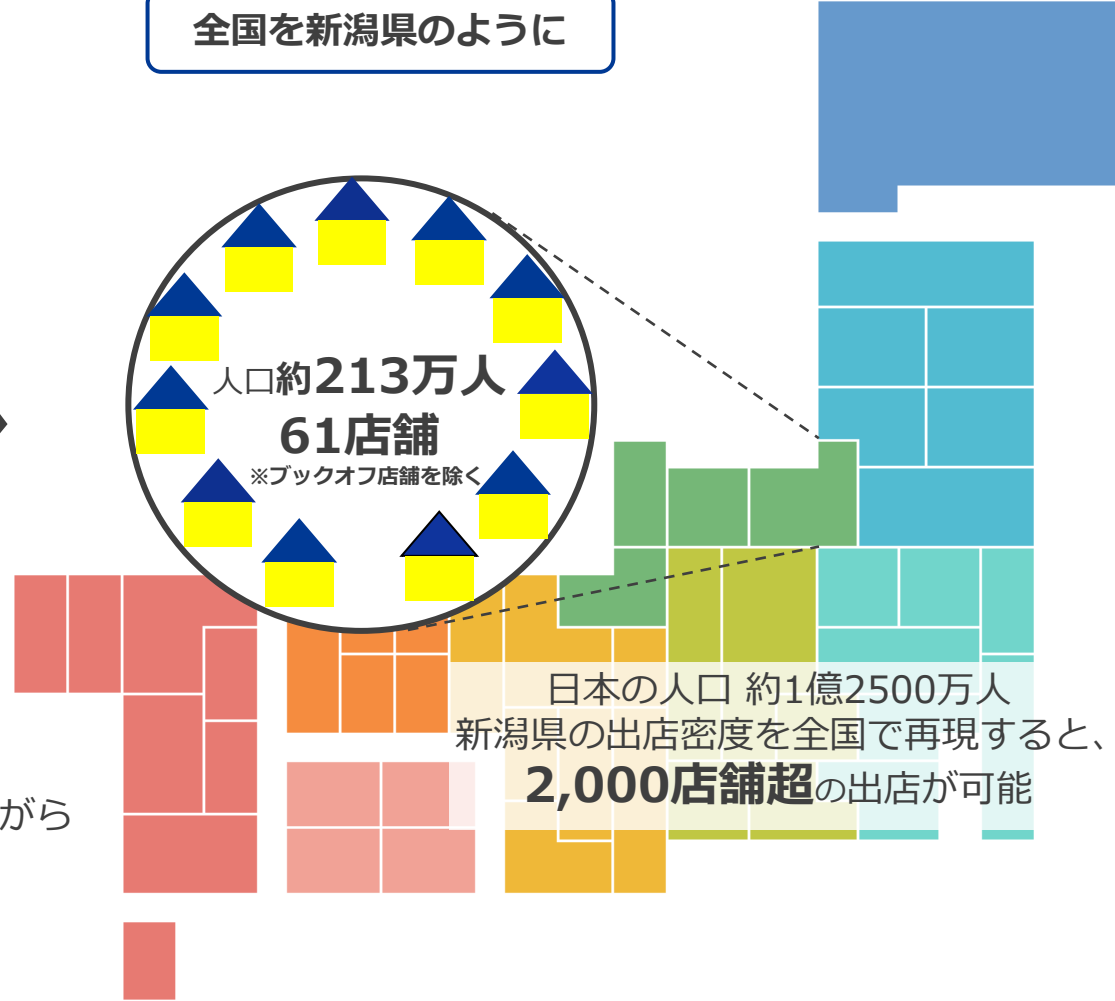 全国を新潟県のように
人口約213万人
61店舗
※ブックオフ店舗を除く
日本の人口 約1億2500万人
新潟県の出店密度を全国で再現すると、
2,000店舗超の出店が可能
がら